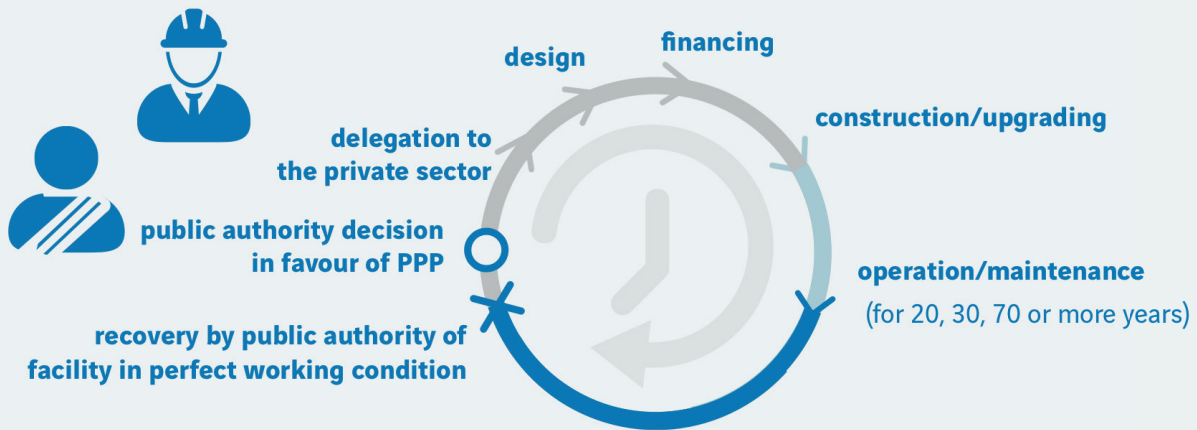 public authority decision
in favour of PPP
delegation to
the private sector
design
financing
construction/upgrading
operation/maintenance
(for 20, 30, 70 or more years)
recovery by public authority of
facility in perfect working condition